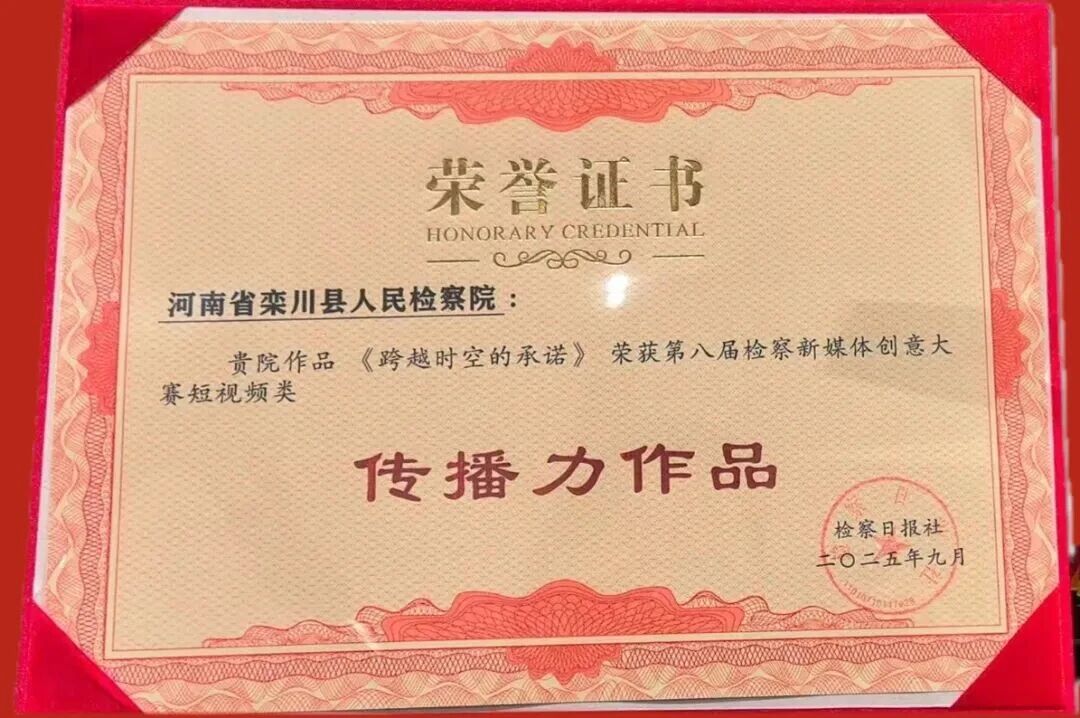 荣誉证书
HONORARY CREDENTIAL
河南省栾川县人民检察院:
贵院作品《跨越时空的承诺》荣获第八届检察新媒体创意大
赛短视频类
传播力作品
检察日报社
二〇二五年九月